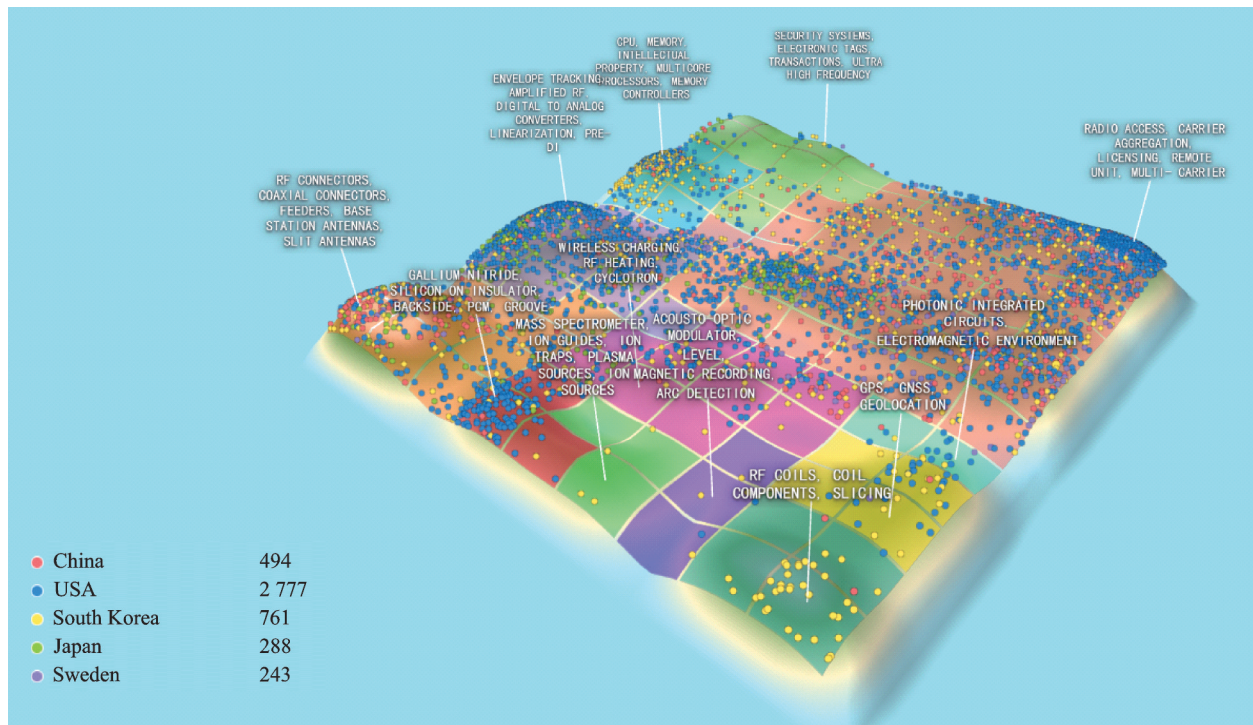 SECURITY SYSTEMS,
ELECTRONIC TAGS,
TRANSACTIONS, ULTRA
HIGH FREQUENCY
CPU, MEMORY,
INTELLECTUAL
PROPERTY, MULTICORE
PROCESSORS, MEMORY
CONTROLLERS
ENVELOPE TRACKING,
AMPLIFIED RF,
DIGITAL TO ANALOG
CONVERTERS,
LINEARIZATION, PRE-
DI
RADIO ACCESS, CARRIER
AGGREGATION,
LICENSING, REMOTE
UNIT, MULTI- CARRIER
RF CONNECTORS,
COAXIAL CONNECTORS,
FEEDERS, BASE
STATION ANTENNAS,
SLIT ANTENNAS
WIRELESS CHARGING,
RF HEATING,
CYCLOTRON
GALLIUM NITRIDE,
SILICON ON INSULATOR
BACKSIDE, PCM, GROOVE
MASS SPECTROMETER,
ION GUIDES, ION
TRAPS, PLASMA
SOURCES, ION
SOURCES
ACOUSTO OPTIC
MODULATOR,
LEVEL
MAGNETIC RECORDING,
ARC DETECTION
PHOTONIC INTEGRATED
CIRCUITS,
ELECTROMAGNETIC ENVIRONMENT
GPS, GNSS,
GEOLOCATION
RF COILS, COIL
COMPONENTS, SLICING
China 494
USA 2 777
South Korea 761
Japan 288
Sweden 243